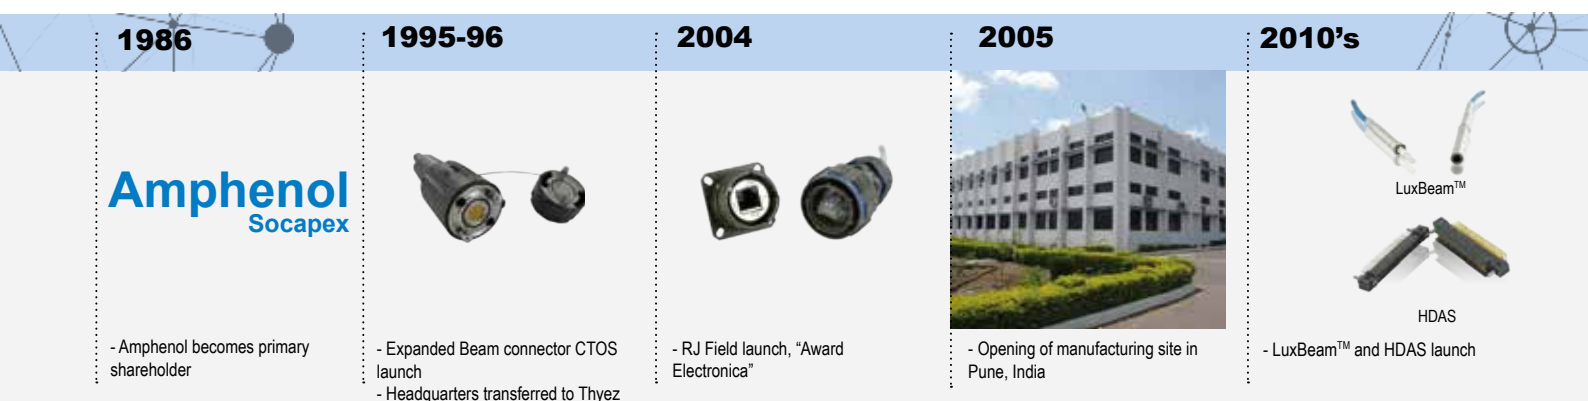 1986
Amphenol
Socapex
- Amphenol becomes primary
shareholder
1995-96
- Expanded Beam connector CTOS
launch
- Headquarters transferred to Thyez
2004
- RJ Field launch, “Award
Electronica”
2005
- Opening of manufacturing site in
Pune, India
2010’s
LuxBeam™
HDAS
- LuxBeam™ and HDAS launch